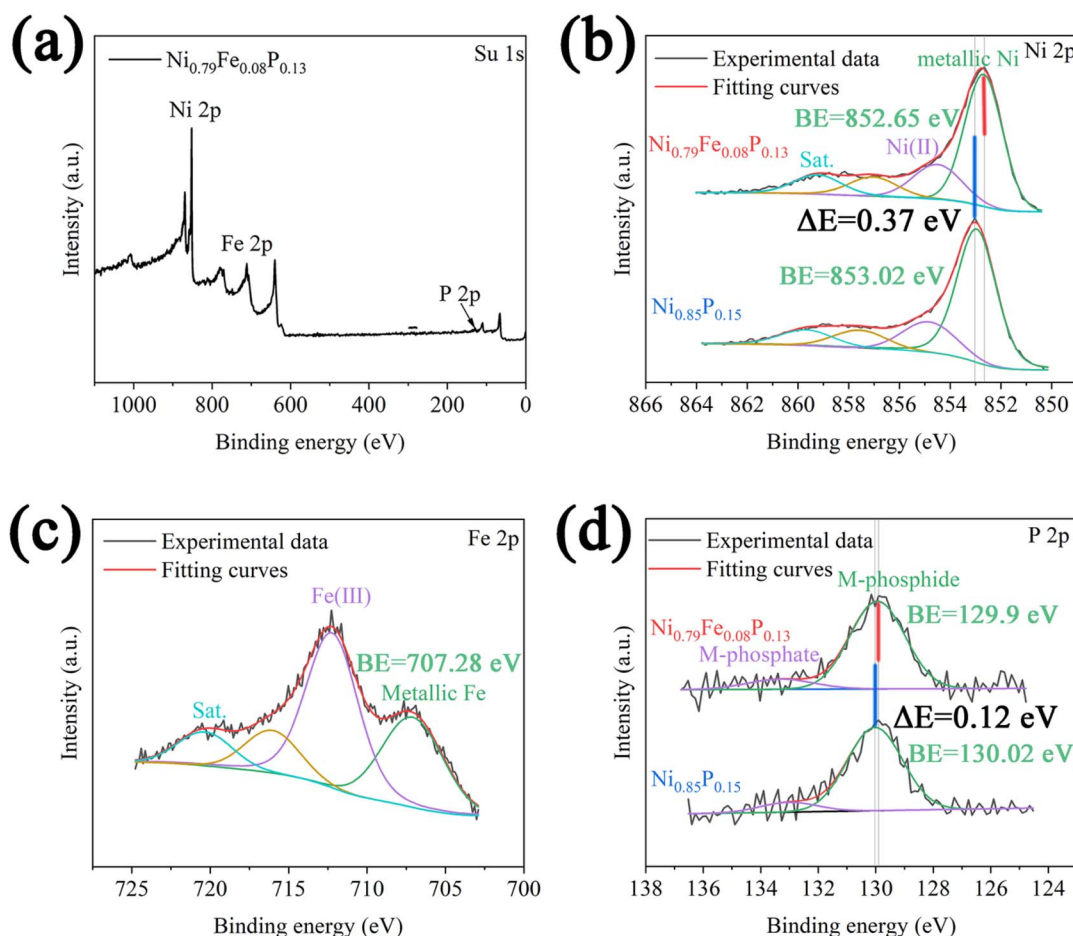 (a)
Ni0.79Fe0.08P0.13
Su 1s
Ni 2p
Fe 2p
P 2p
Intensity (a.u.)
1000 800 600 400 200 0
Binding energy (eV)
(b)
Experimental data
Fitting curves
metallic Ni
Ni 2p
BE=852.65 eV
Ni0.79Fe0.08P0.13
Ni(II)
Sat.
ΔE=0.37 eV
BE=853.02 eV
Ni0.85P0.15
Intensity (a.u.)
866 864 862 860 858 856 854 852 850
Binding energy (eV)
(c)
Experimental data
Fitting curves
Fe 2p
Fe(III)
BE=707.28 eV
Metallic Fe
Sat.
Intensity (a.u.)
725 720 715 710 705 700
Binding energy (eV)
(d)
Experimental data
Fitting curves
P 2p
M-phosphide
BE=129.9 eV
Ni0.79Fe0.08P0.13
M-phosphate
ΔE=0.12 eV
BE=130.02 eV
Ni0.85P0.15
Intensity (a.u.)
138 136 134 132 130 128 126 124
Binding energy (eV)